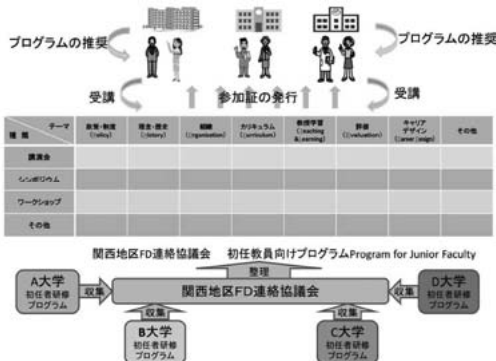 プログラムの推奨
プログラムの推奨
受講
参加証の発行
受講
テーマ
種類
政策・制度
理念・歴史
組織
カリキュラム
教授学習
評価
キャリア
デザイン
その他
講演会
シンポジウム
ワークショップ
その他
関西地区FD連絡協議会 初任教員向けプログラムProgram for Junior Faculty
整理
A大学
初任者研修
プログラム
収集
関西地区FD連絡協議会
収集
D大学
初任者研修
プログラム
収集
収集
B大学
初任者研修
プログラム
C大学
初任者研修
プログラム